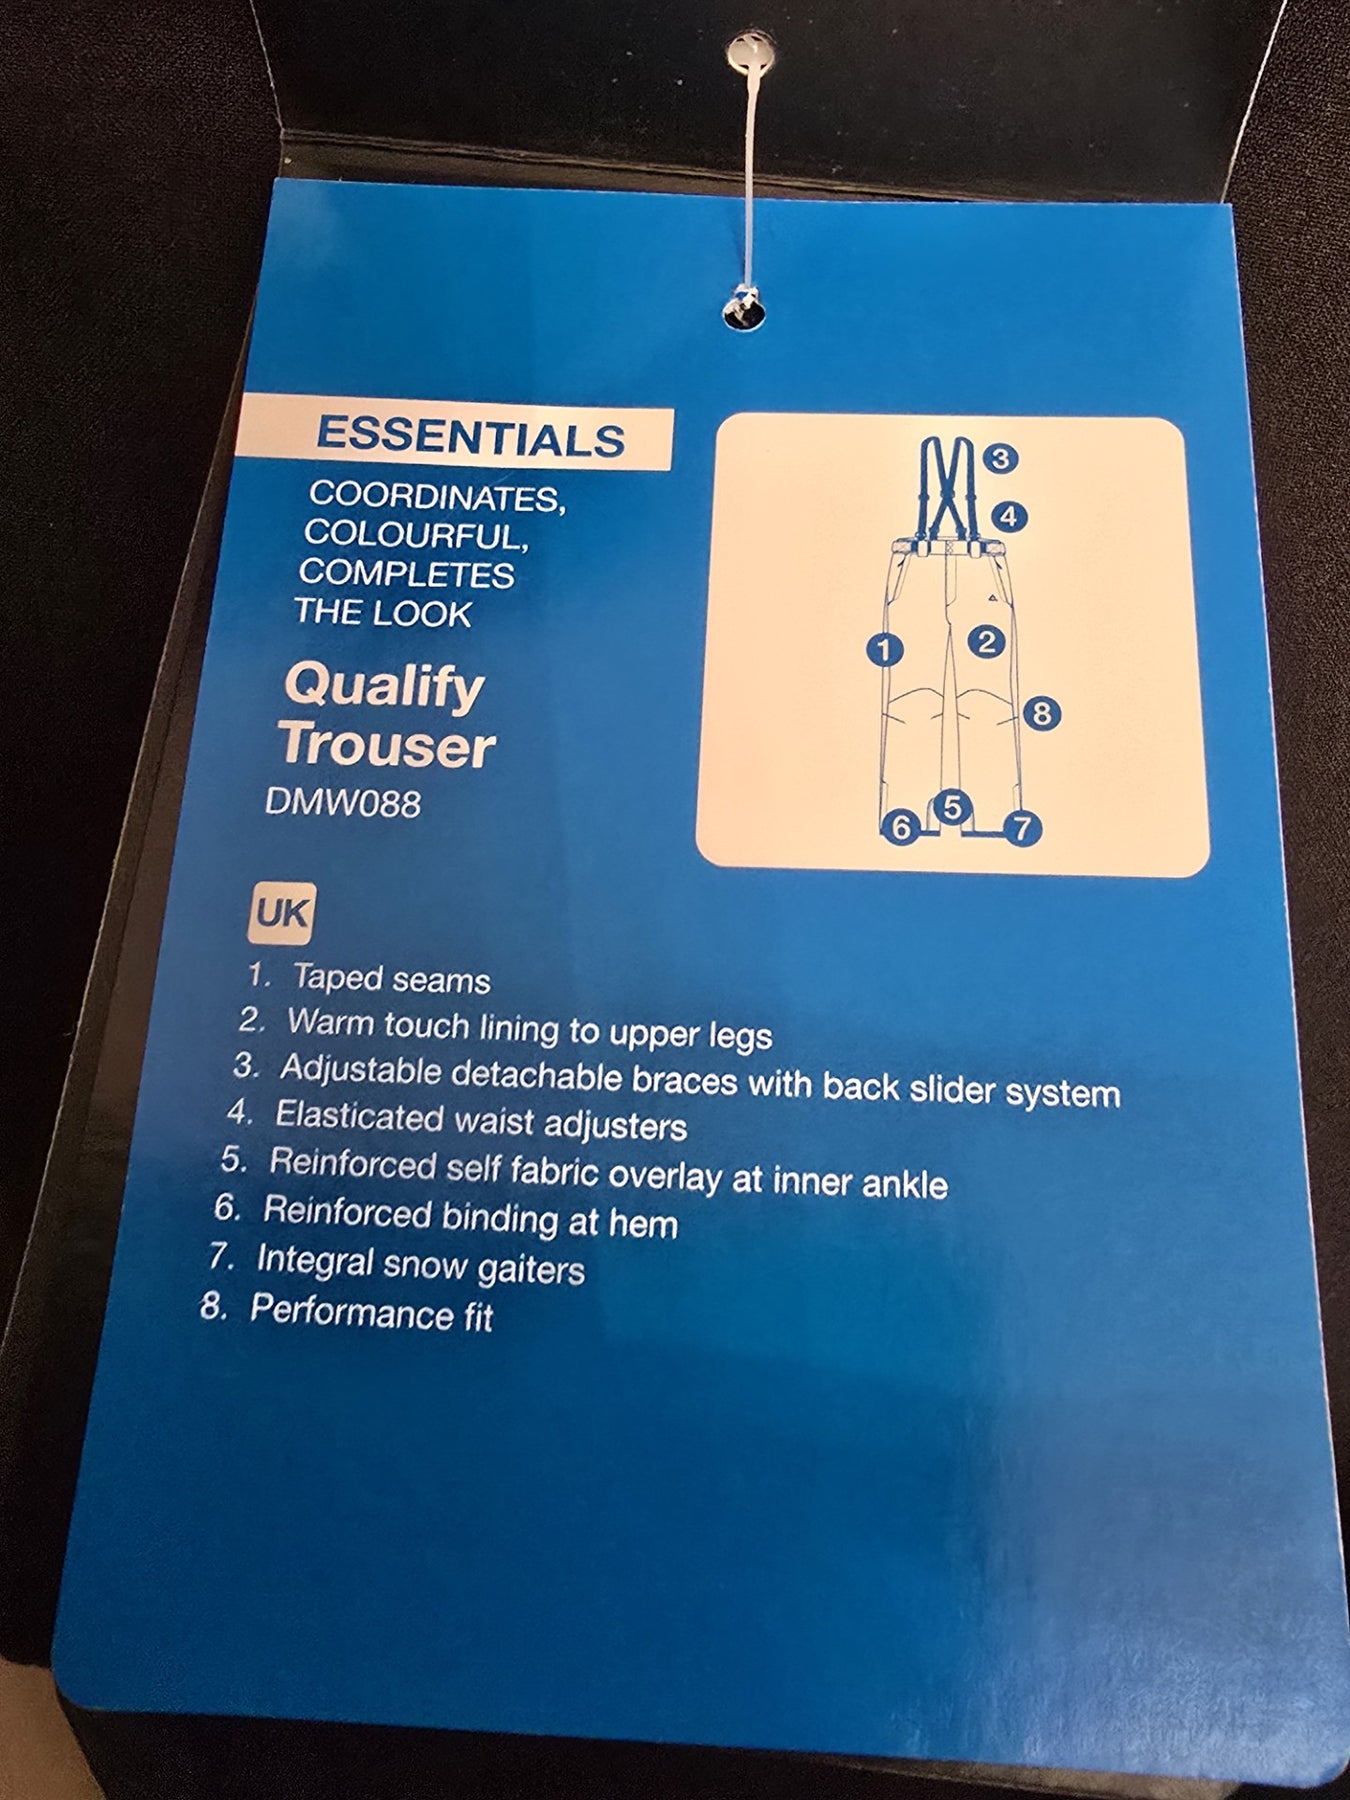 ESSENTIALS
COORDINATES,
COLOURFUL,
COMPLETES
THE LOOK
Qualify
Trouser
DMW088
3
4
1
2
8
5
6
7
UK
1. Taped seams
2. Warm touch lining to upper legs
3. Adjustable detachable braces with back slider system
4. Elasticated waist adjusters
5. Reinforced self fabric overlay at inner ankle
6. Reinforced binding at hem
7. Integral snow gaiters
8. Performance fit